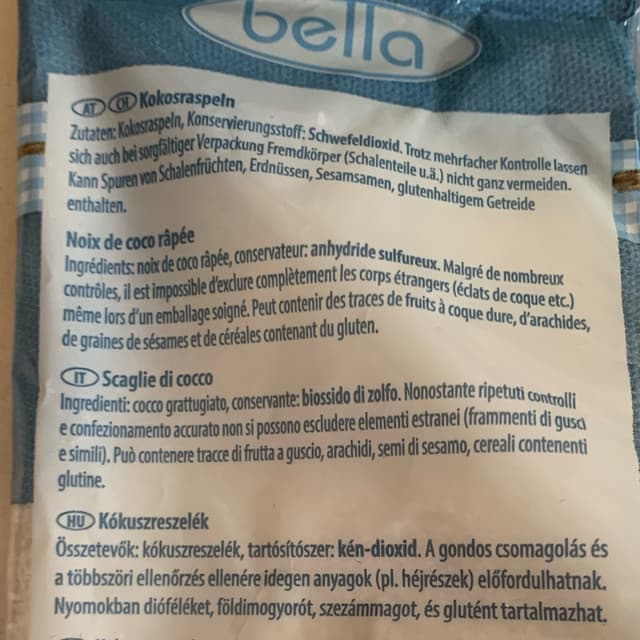 bella
AT CH Kokosraspeln
Zutaten: Kokosraspeln, Konservierungsstoff: Schwefeldioxid. Trotz mehrfacher Kontrolle lassen
sich auch bei sorgfältiger Verpackung Fremdkörper (Schalenteile u.ä.) nicht ganz vermeiden.
Kann Spuren von Schalenfrüchten, Erdnüssen, Sesamsamen, glutenhaltigem Getreide
enthalten.
Noix de coco râpée
Ingrédients: noix de coco râpée, conservateur: anhydride sulfureux. Malgré de nombreux
contrôles, il est impossible d'exclure complètement les corps étrangers (éclats de coque etc.)
même lors d'un emballage soigné. Peut contenir des traces de fruits à coque dure, d'arachides,
de graines de sésames et de céréales contenant du gluten.
IT Scaglie di cocco
Ingredienti: cocco grattugiato, conservante: biossido di zolfo. Nonostante ripetuti controlli
e confezionamento accurato non si possono escludere elementi estranei (frammenti di gusci
e simili). Può contenere tracce di frutta a guscio, arachidi, semi di sesamo, cereali contenenti
glutine.
HU Kókuszreszelék
Összetevők: kókuszreszelék, tartósítószer: kén-dioxid. A gondos csomagolás és
a többszöri ellenőrzés ellenére idegen anyagok (pl. héjrészek) előfordulhatnak.
Nyomokban dióféléket, földimogyorót, szezámmagot, és glutént tartalmazhat.